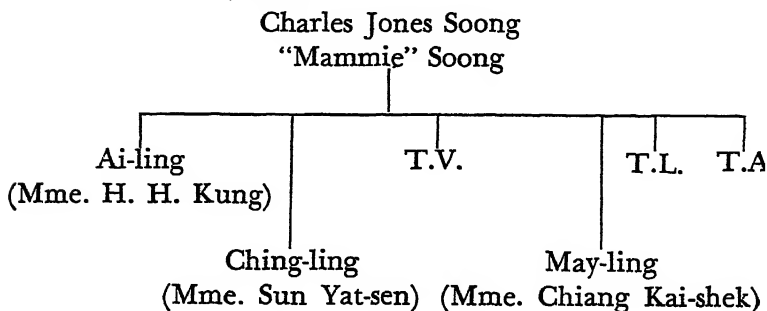 Charles Jones Soong
"Mammie" Soong
Ai-ling T.V. T.L. T.A
(Mme. H. H. Kung)
Ching-ling May-ling
(Mme. Sun Yat-sen) (Mme. Chiang Kai-shek)